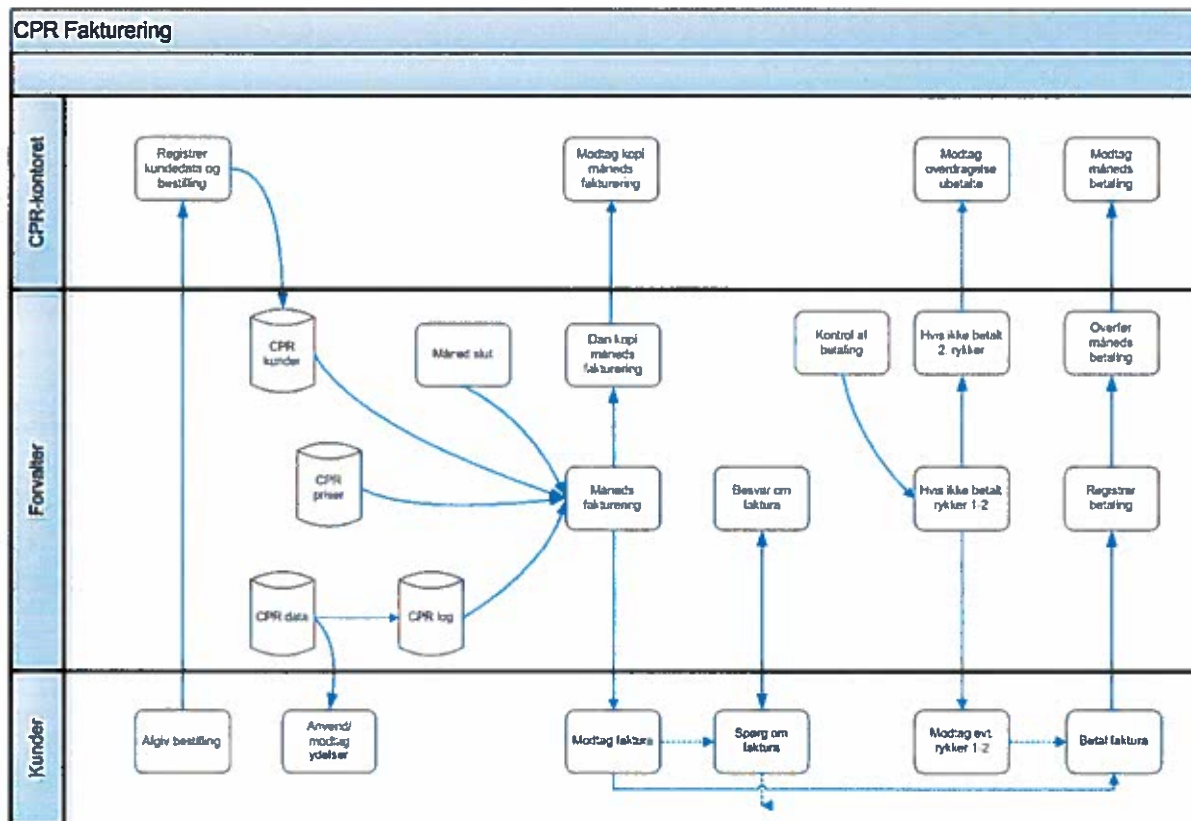 CPR Fakturering
CPR-kontoret
Registrer
kundedata og
bestilling
Modtag kopi
måneds
fakturering
Modtag
overdragelse
ubetalte
Modtag
måneds
betaling
Forvalter
CPR
kunder
Måned slut
Dan kopi
måneds
fakturering
Kontrol af
betaling
Hvis ikke betalt
2. rykker
Overfør
måneds
betaling
CPR
priser
Måneds
fakturering
Besvar om
faktura
Hvis ikke betalt
rykker 1-2
Registrer
betaling
CPR data
CPR log
Kunder
Afgiv bestilling
Anvend/
modtag
ydelser
Modtag faktura
Spørg om
faktura
Modtag evt.
rykker 1-2
Betal faktura